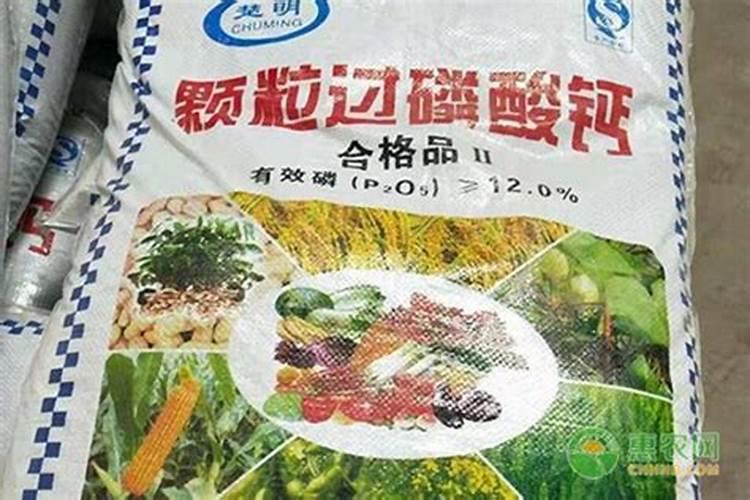 楚明
CHUMING
颗粒过磷酸钙
合格品 II
有效磷(P₂O₅)≥12.0%
钙
惠农网
CNHNB.COM